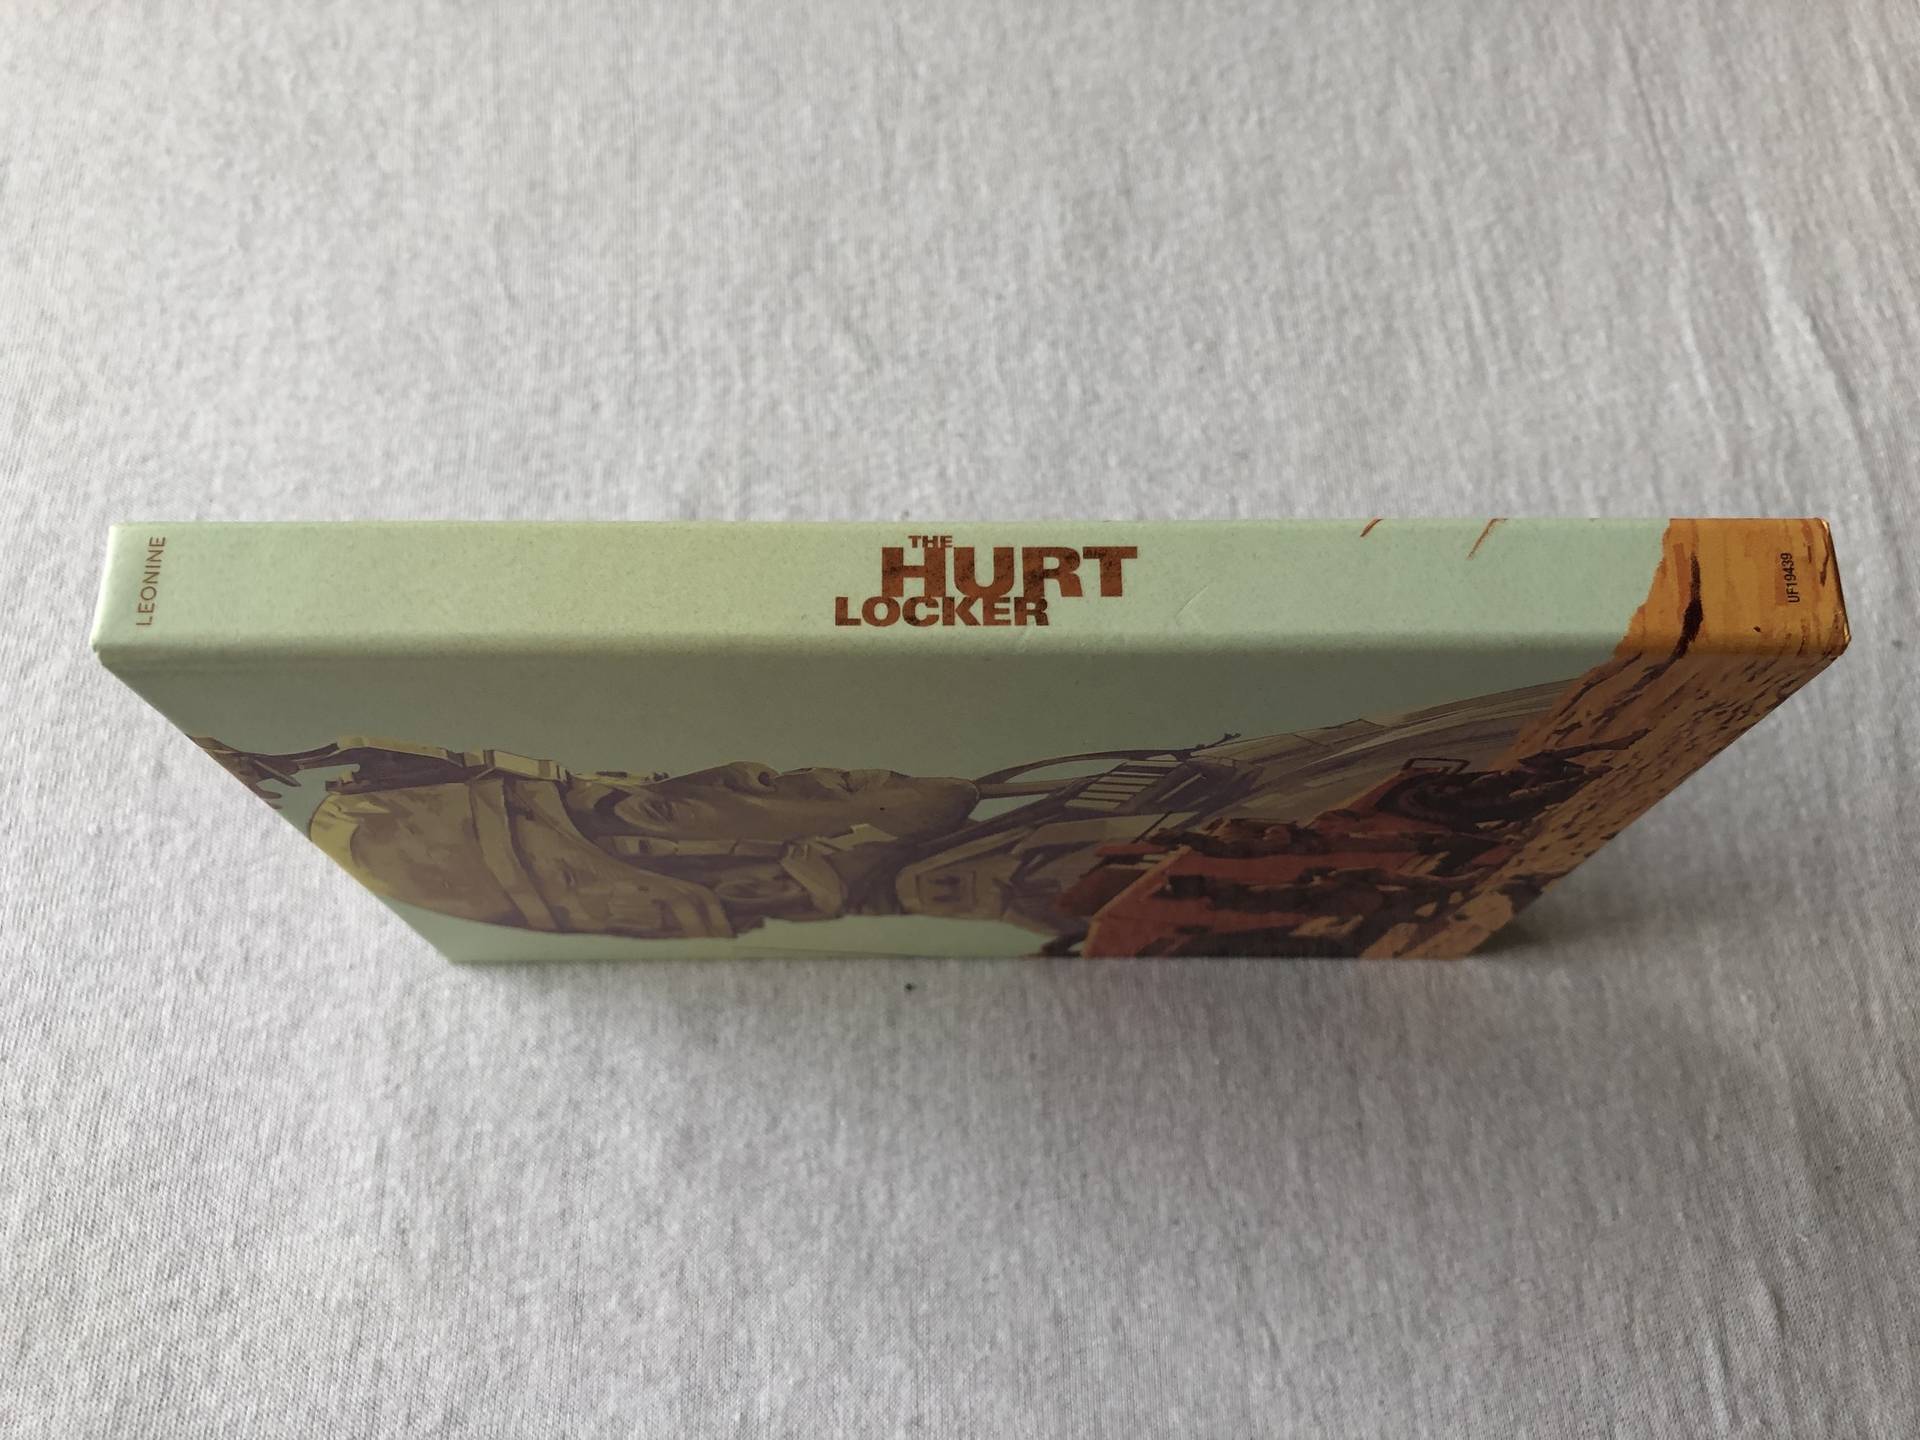 LEONINE
THE
HURT
LOCKER
UF19439